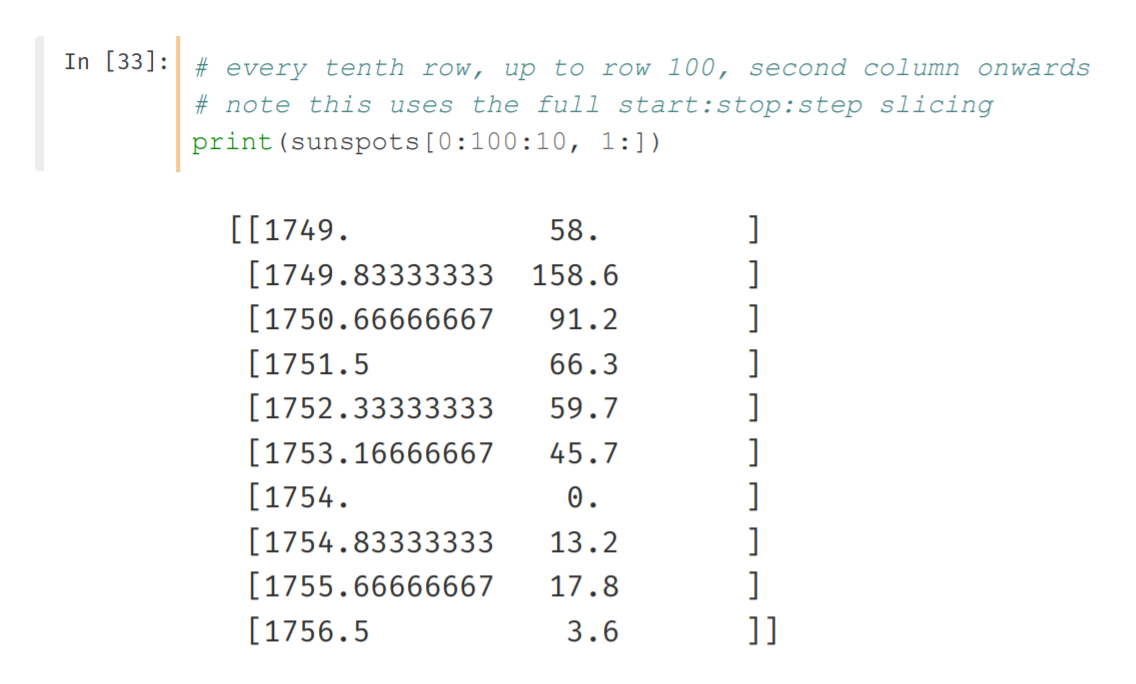 In [33]: # every tenth row, up to row 100, second column onwards
# note this uses the full start:stop:step slicing
print(sunspots[0:100:10, 1:])
[[1749.           58.        ]
 [1749.83333333  158.6       ]
 [1750.66666667   91.2       ]
 [1751.5          66.3       ]
 [1752.33333333   59.7       ]
 [1753.16666667   45.7       ]
 [1754.            0.        ]
 [1754.83333333   13.2       ]
 [1755.66666667   17.8       ]
 [1756.5           3.6       ]]